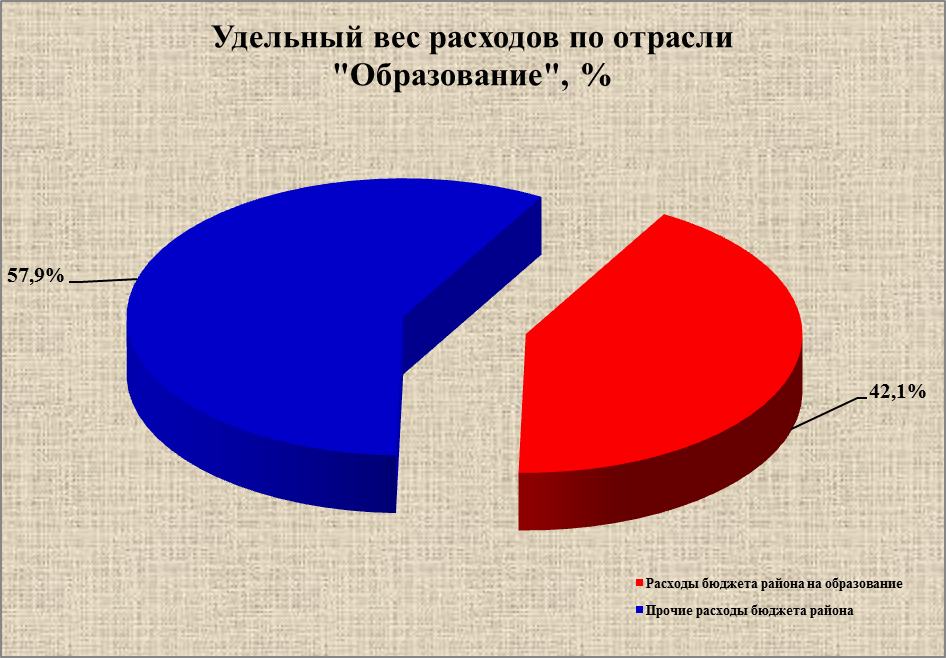 Удельный вес расходов по отрасли
"Образование", %
57,9%
42,1%
Расходы бюджета района на образование
Прочие расходы бюджета района